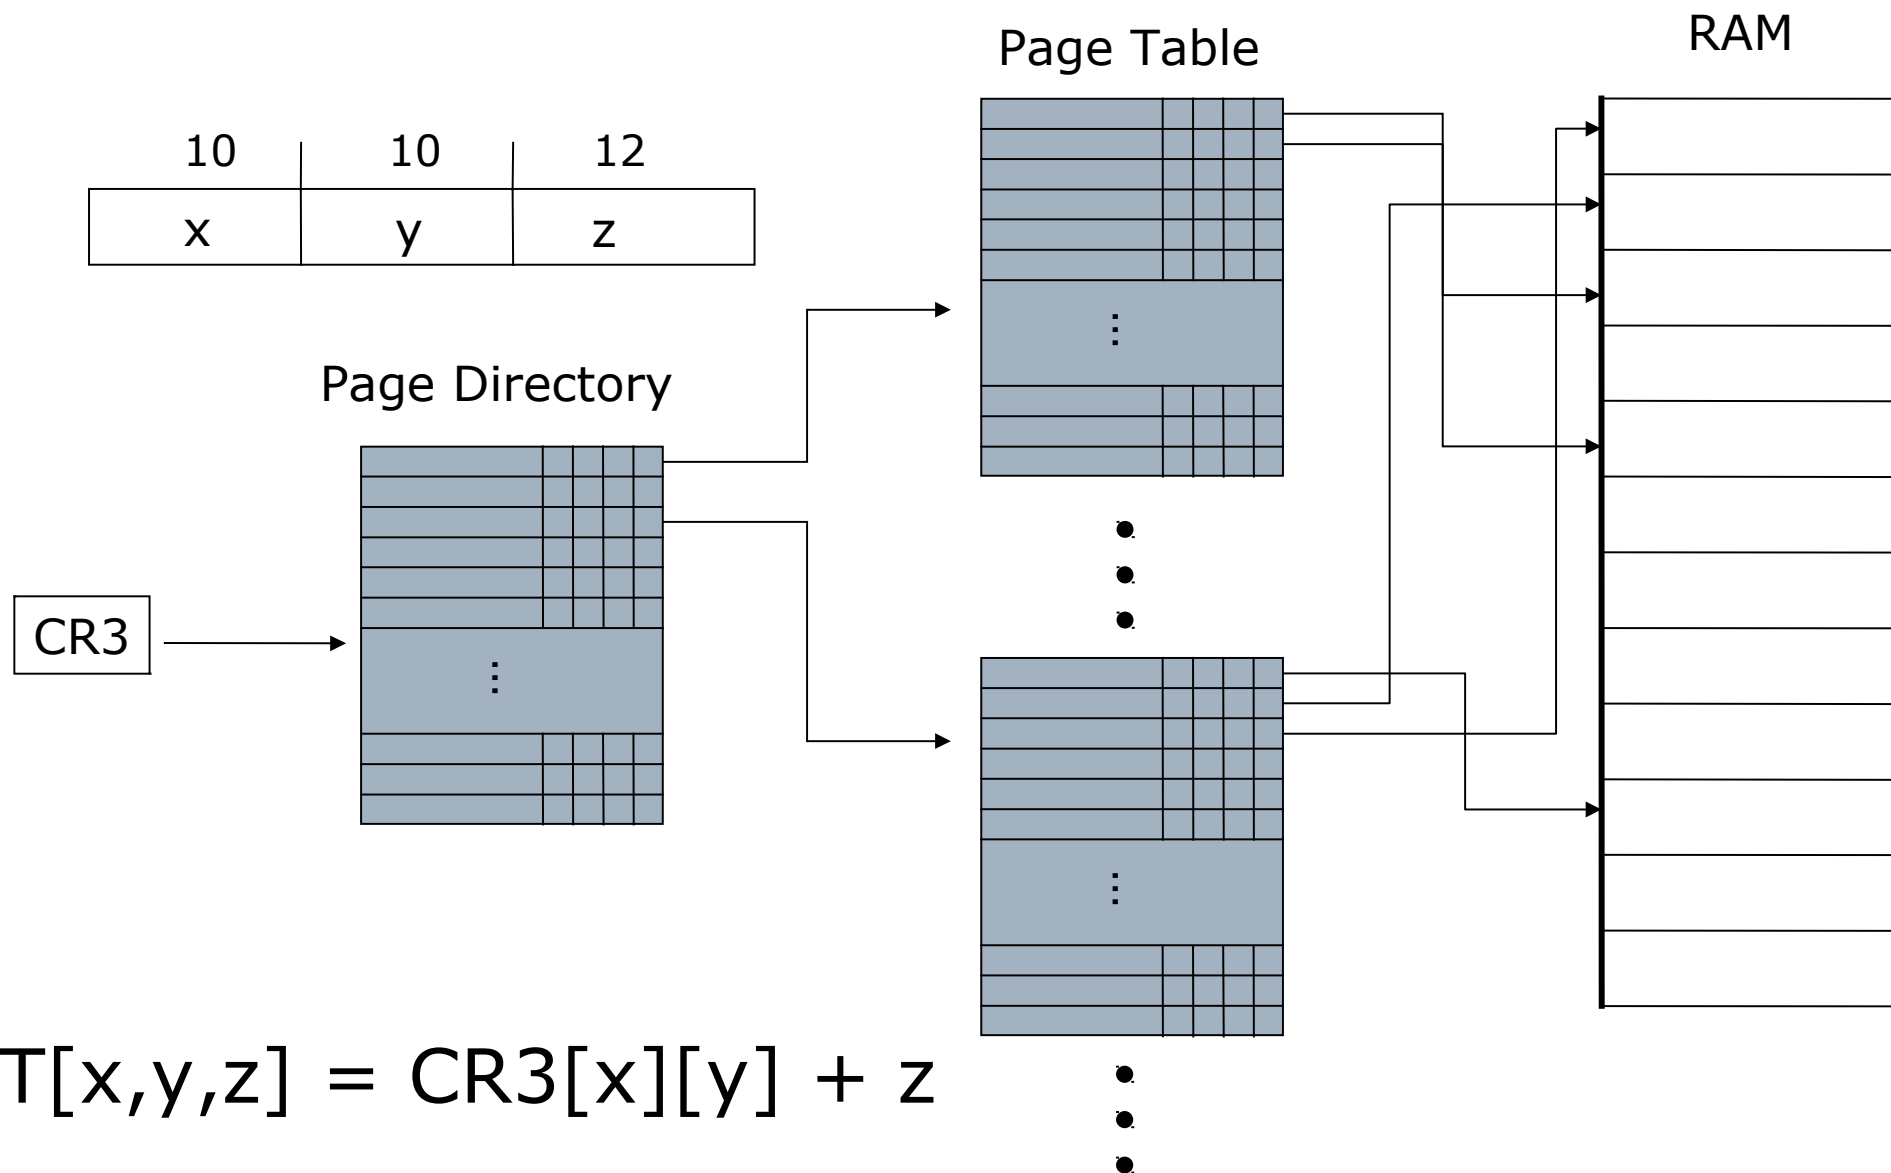 RAM
Page Table
10 10 12
x y z
...
Page Directory
CR3
...
...
T[x,y,z] = CR3[x][y] + z